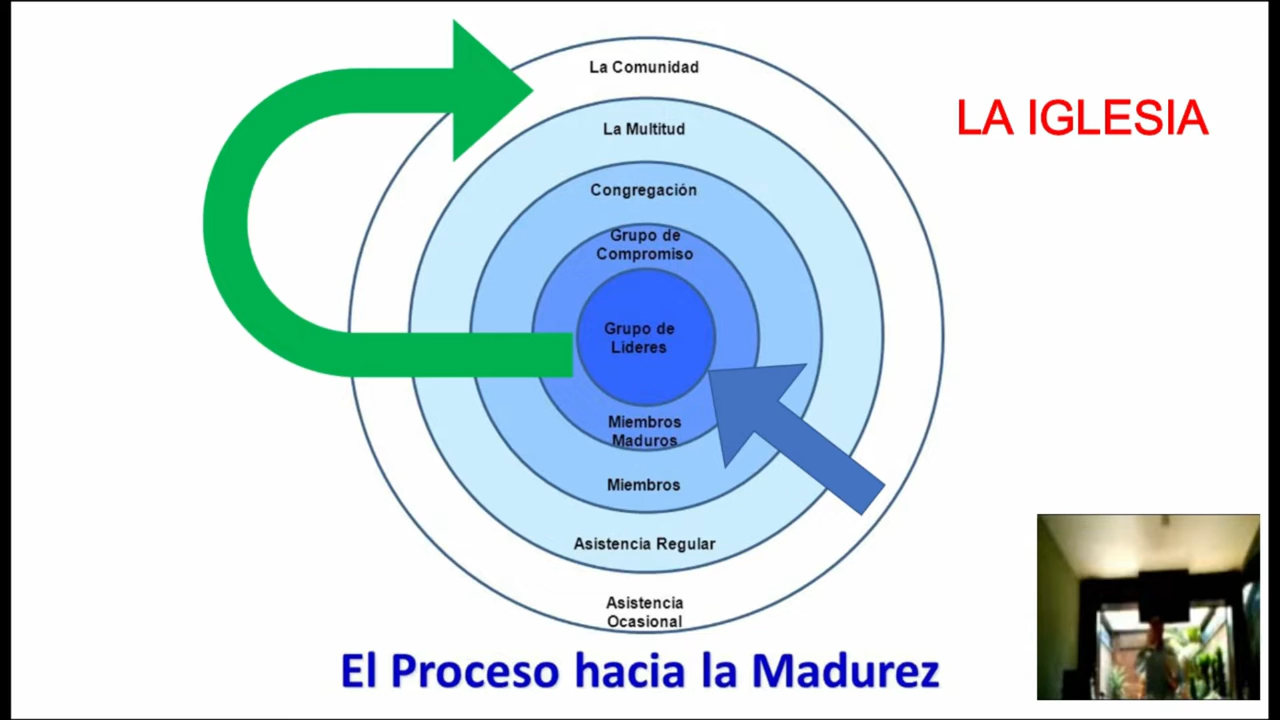 La Comunidad
LA IGLESIA
La Multitud
Congregación
Grupo de
Compromiso
Grupo de
Lideres
Miembros
Maduros
Miembros
Asistencia Regular
Asistencia
Ocasional
El Proceso hacia la Madurez